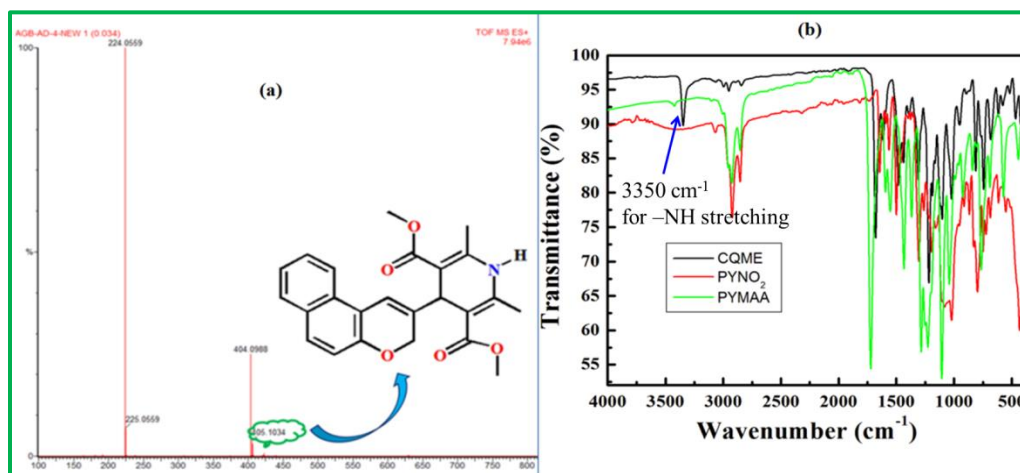 AGB-AD-4-NEW 1 (0.034)
TOF MS ES+
7.94e6
100
224.0559
(a)
%
H
N
O
O
O
O
O
404.0988
225.0559
405.1034
100 150 200 250 300 350 400 450 500 550 600 650 700 750 800
(b)
Transmittance (%)
100
95
90
85
80
75
70
65
60
55
3350 cm-1
for –NH stretching
CQME
PYNO2
PYMAA
4000 3500 3000 2500 2000 1500 1000 500
Wavenumber (cm-1)